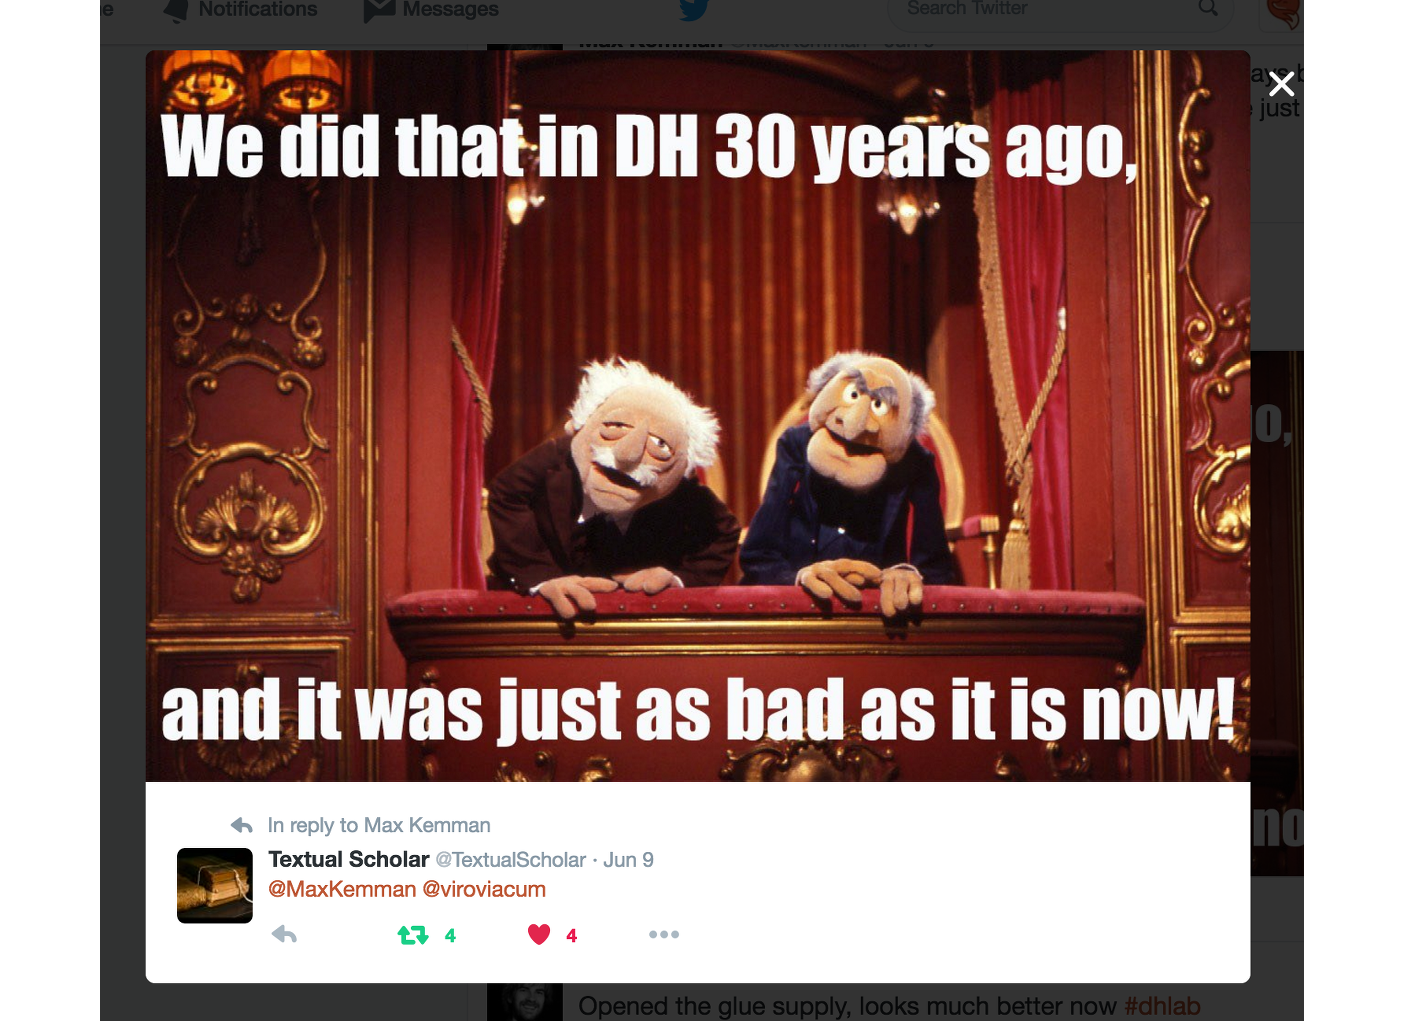 Notifications
Messages
Search Twitter
just
We did that in DH 30 years ago,
and it was just as bad as it is now!
In reply to Max Kemman
Textual Scholar @TextualScholar · Jun 9
@MaxKemman @viroviacum
4
4
Opened the glue supply, looks much better now #dhlab